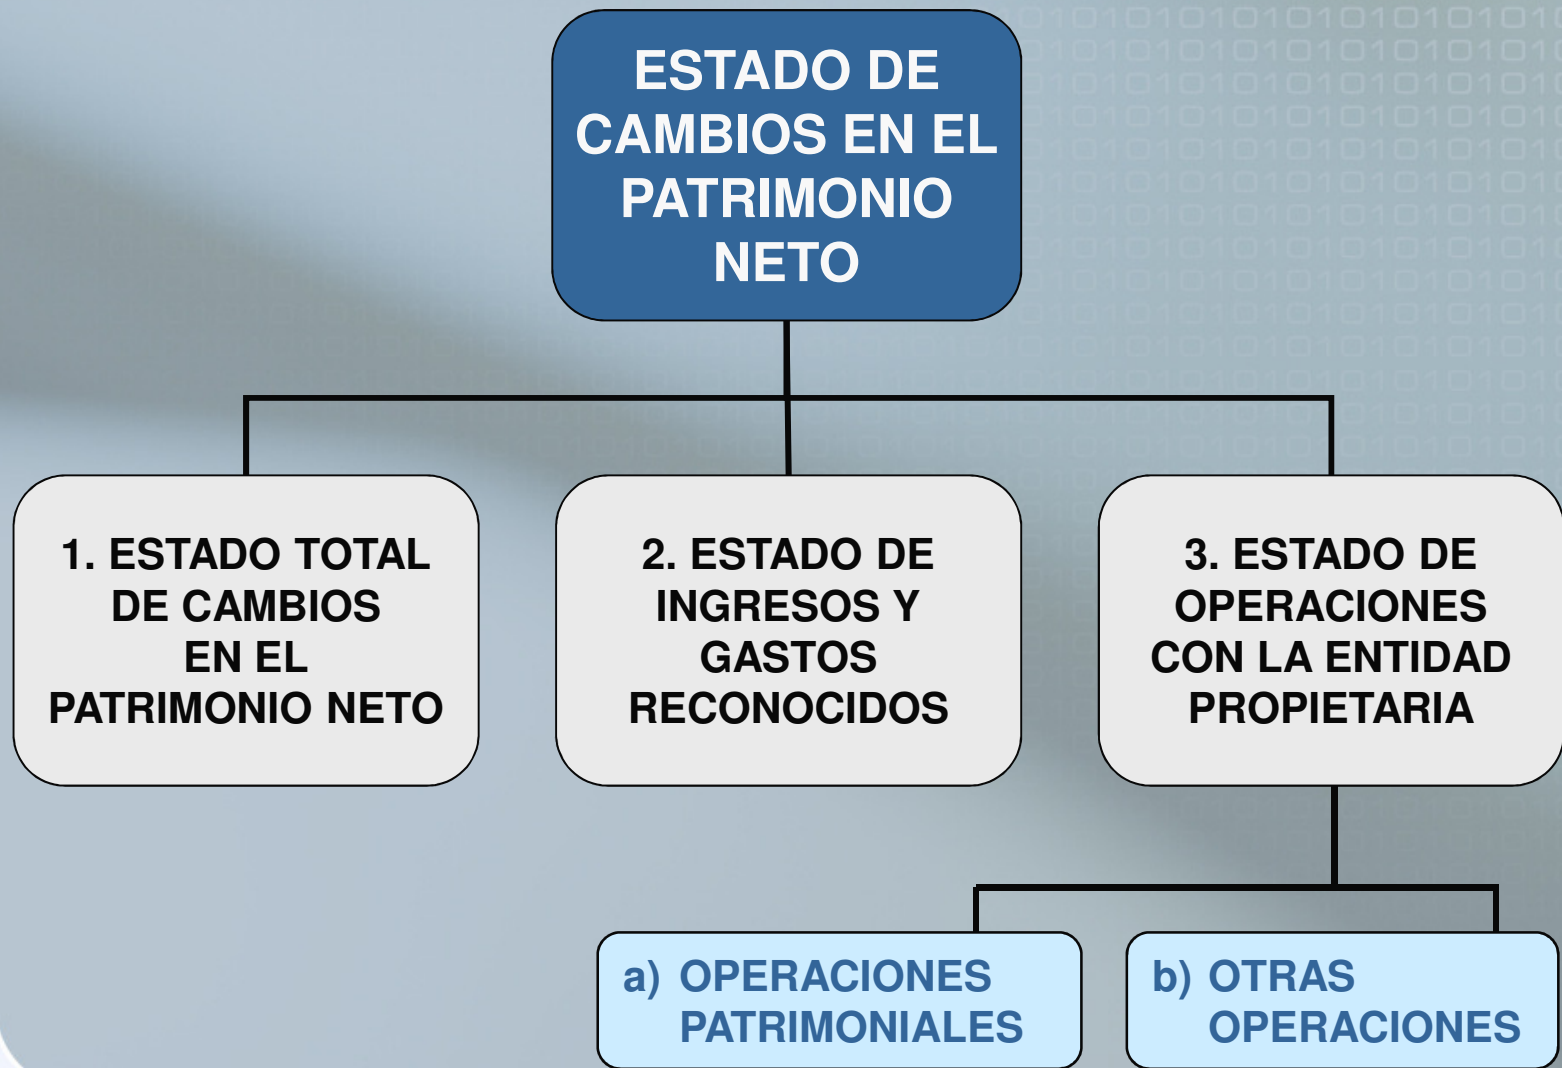 ESTADO DE
CAMBIOS EN EL
PATRIMONIO
NETO
1. ESTADO TOTAL
DE CAMBIOS
EN EL
PATRIMONIO NETO
2. ESTADO DE
INGRESOS Y
GASTOS
RECONOCIDOS
3. ESTADO DE
OPERACIONES
CON LA ENTIDAD
PROPIETARIA
a) OPERACIONES
PATRIMONIALES
b) OTRAS
OPERACIONES